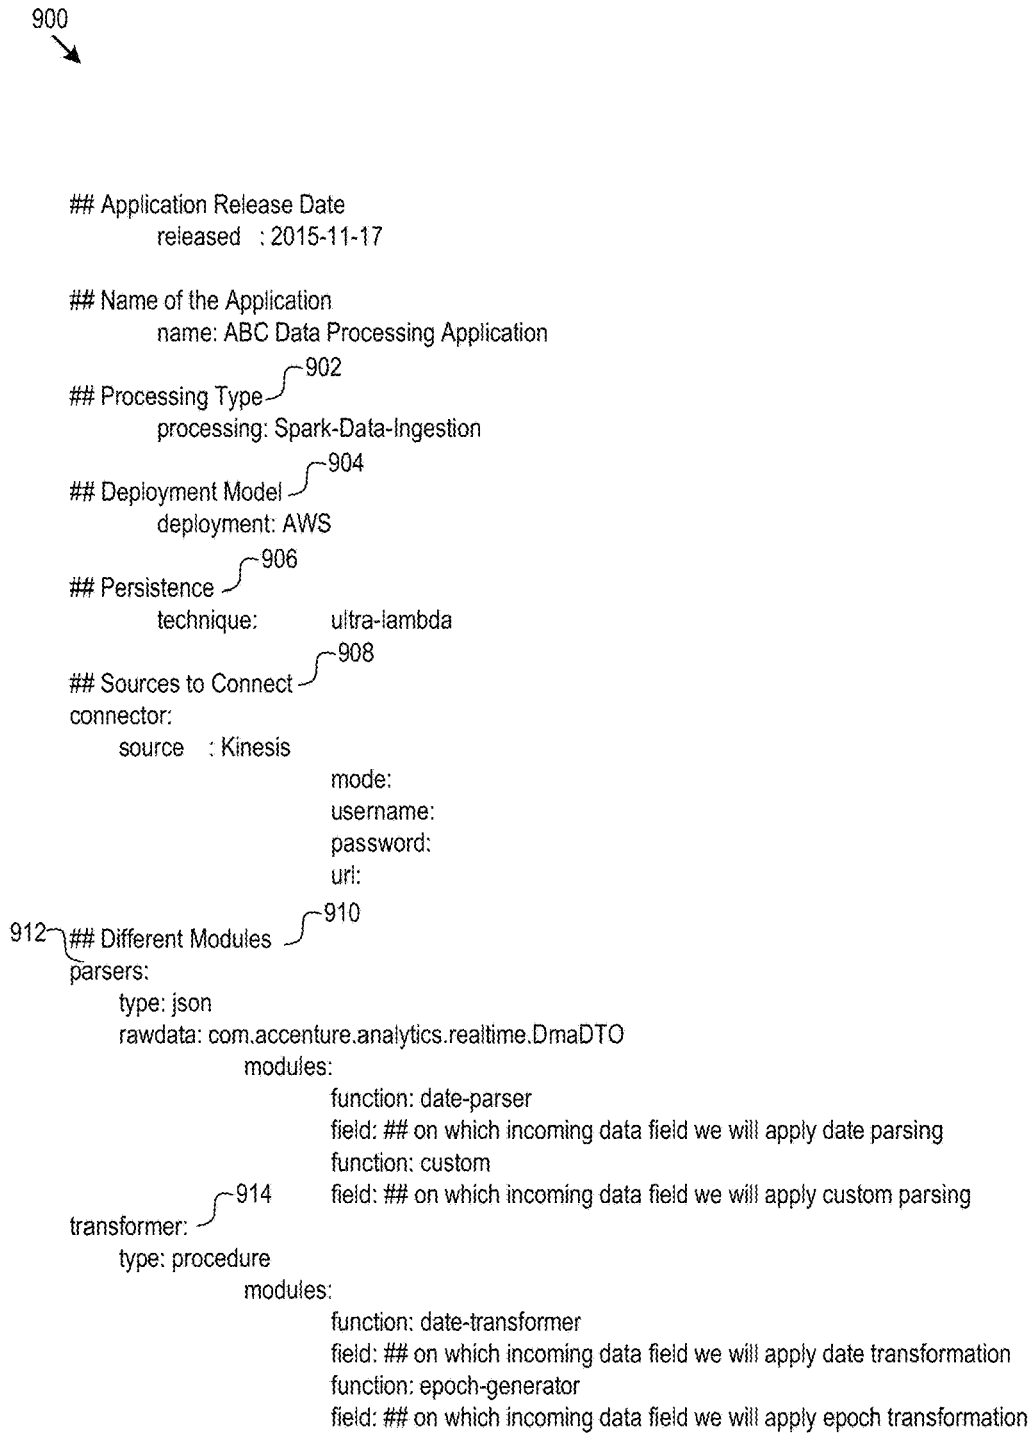 900
## Application Release Date
released : 2015-11-17
## Name of the Application
name: ABC Data Processing Application
902
## Processing Type
processing: Spark-Data-Ingestion
904
## Deployment Model
deployment: AWS
906
## Persistence
technique: ultra-lambda
908
## Sources to Connect
connector:
source : Kinesis
mode:
username:
password:
url:
910
912 ## Different Modules
parsers:
type: json
rawdata: com.accenture.analytics.realtime.DmaDTO
modules:
function: date-parser
field: ## on which incoming data field we will apply date parsing
function: custom
914 field: ## on which incoming data field we will apply custom parsing
transformer:
type: procedure
modules:
function: date-transformer
field: ## on which incoming data field we will apply date transformation
function: epoch-generator
field: ## on which incoming data field we will apply epoch transformation